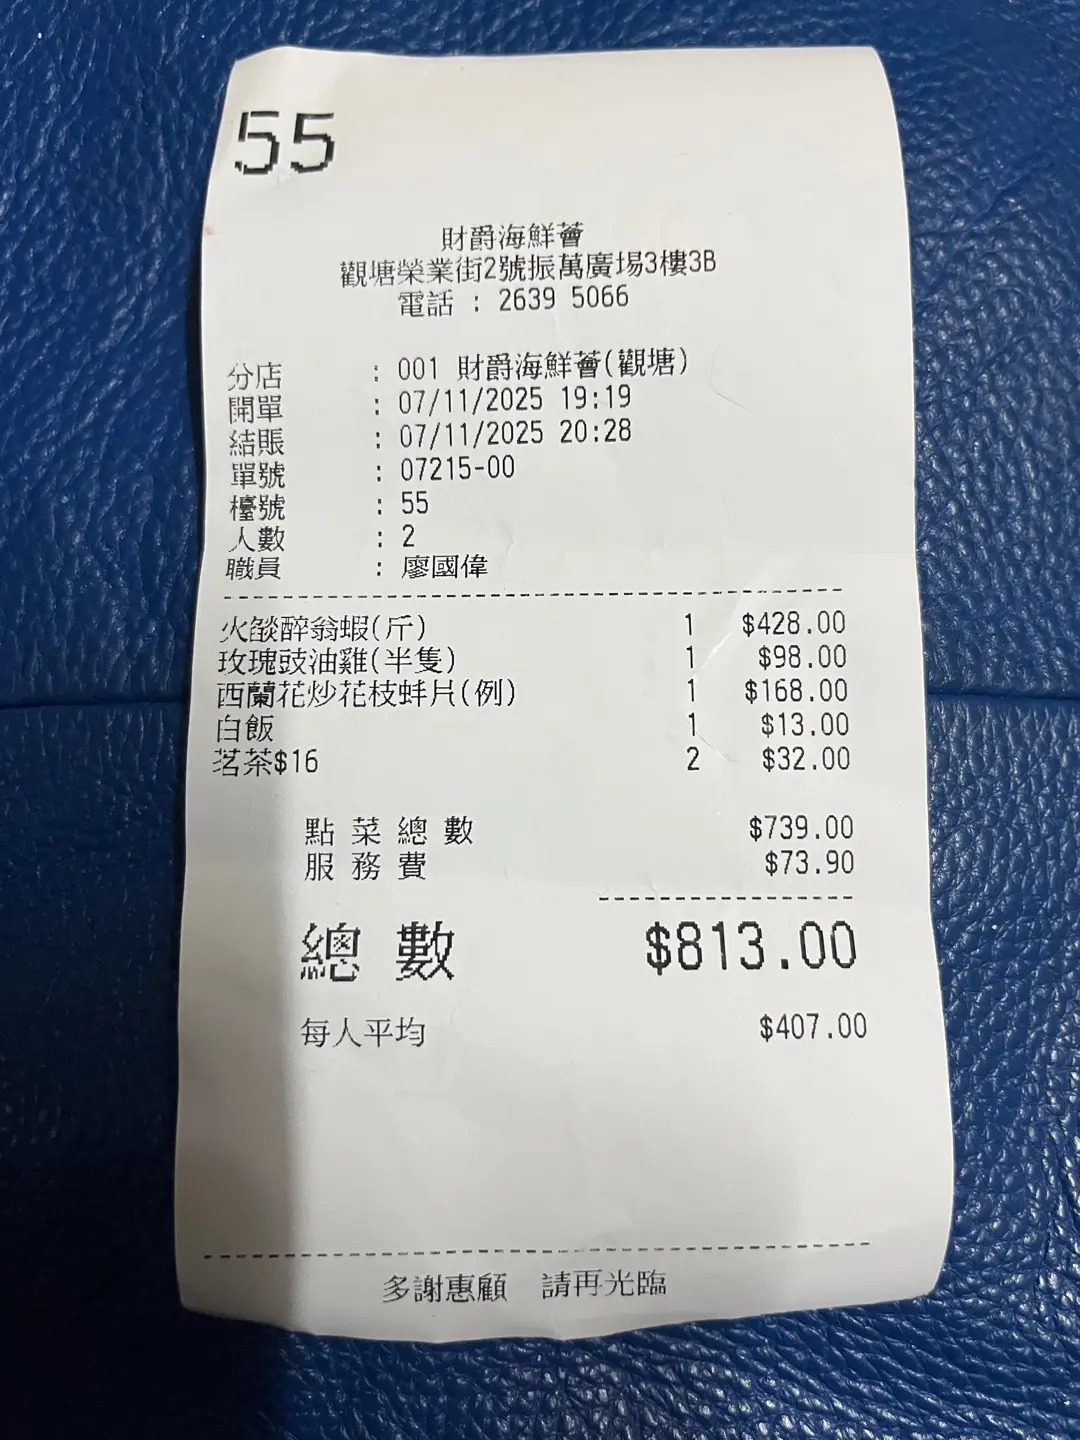 55
財爵海鮮薈
觀塘榮業街2號振萬廣場3樓3B
電話 : 2639 5066
分店 : 001 財爵海鮮薈(觀塘)
開單 : 07/11/2025 19:19
結賬 : 07/11/2025 20:28
單號 : 07215-00
檯號 : 55
人數 : 2
職員 : 廖國偉
火燄醉翁蝦(斤) 1 $428.00
玫瑰豉油雞(半隻) 1 $98.00
西蘭花炒花枝蚌片(例) 1 $168.00
白飯 1 $13.00
茗茶$16 2 $32.00
點菜總數 $739.00
服務費 $73.90
總數 $813.00
每人平均 $407.00
多謝惠顧 請再光臨